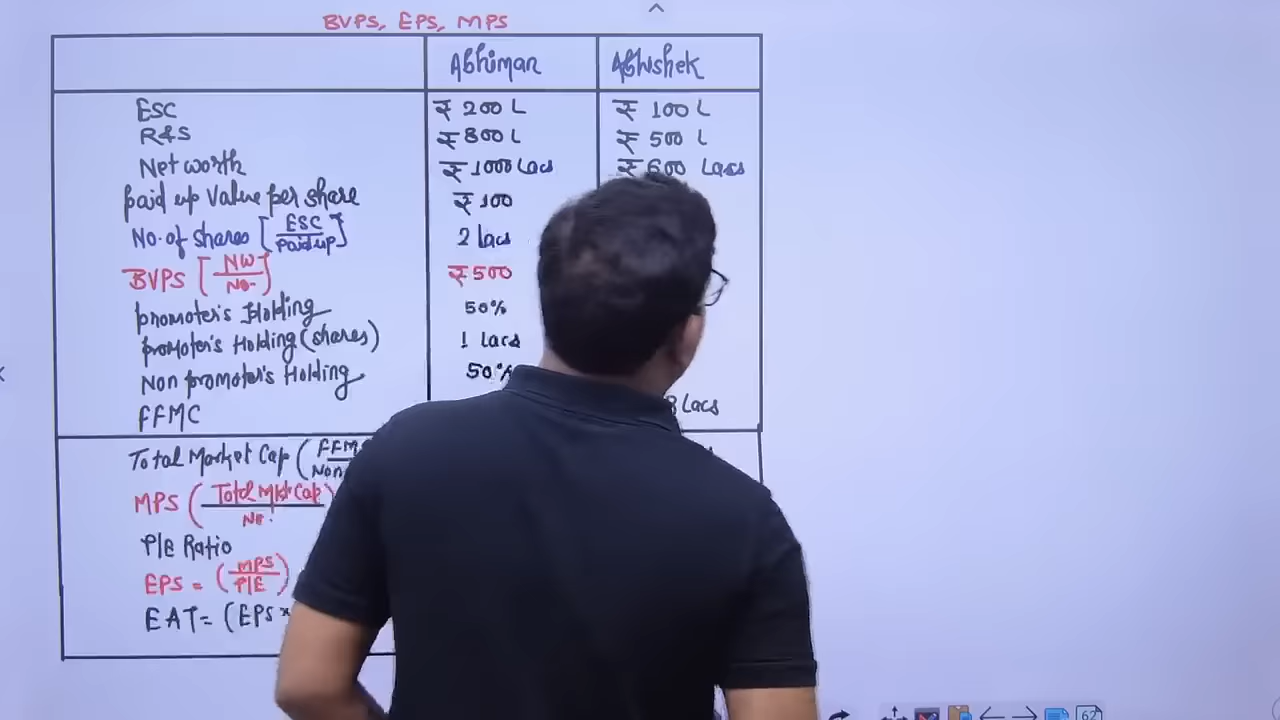 BVPS, EPS, MPS
Abhiman Abhishek
ESC ₹ 200 L ₹ 100 L
R&S ₹ 800 L ₹ 500 L
Net worth ₹ 1000 Lacs ₹ 600 Lacs
Paid up Value per share ₹ 100
No. of shares [ESC/Paid up] 2 lacs
BVPS [NW/No.] ₹ 500
promoter's Holding 50%
promoter's Holding (shares) 1 lacs
Non promoter's Holding 50%
FFMC Lacs
Total Market Cap (FFM
MPS (Total Mkt Cap/No.
P/E Ratio
EPS = (MPS/P/E)
EAT = (EPS ×
62